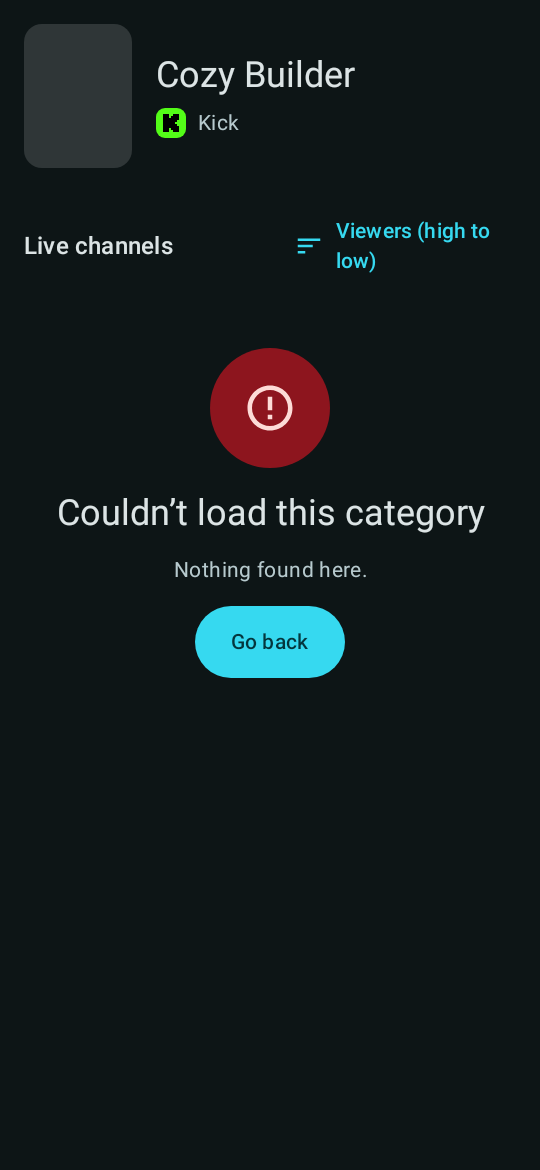 Cozy Builder
Kick
Live channels
Viewers (high to
low)
Couldn’t load this category
Nothing found here.
Go back